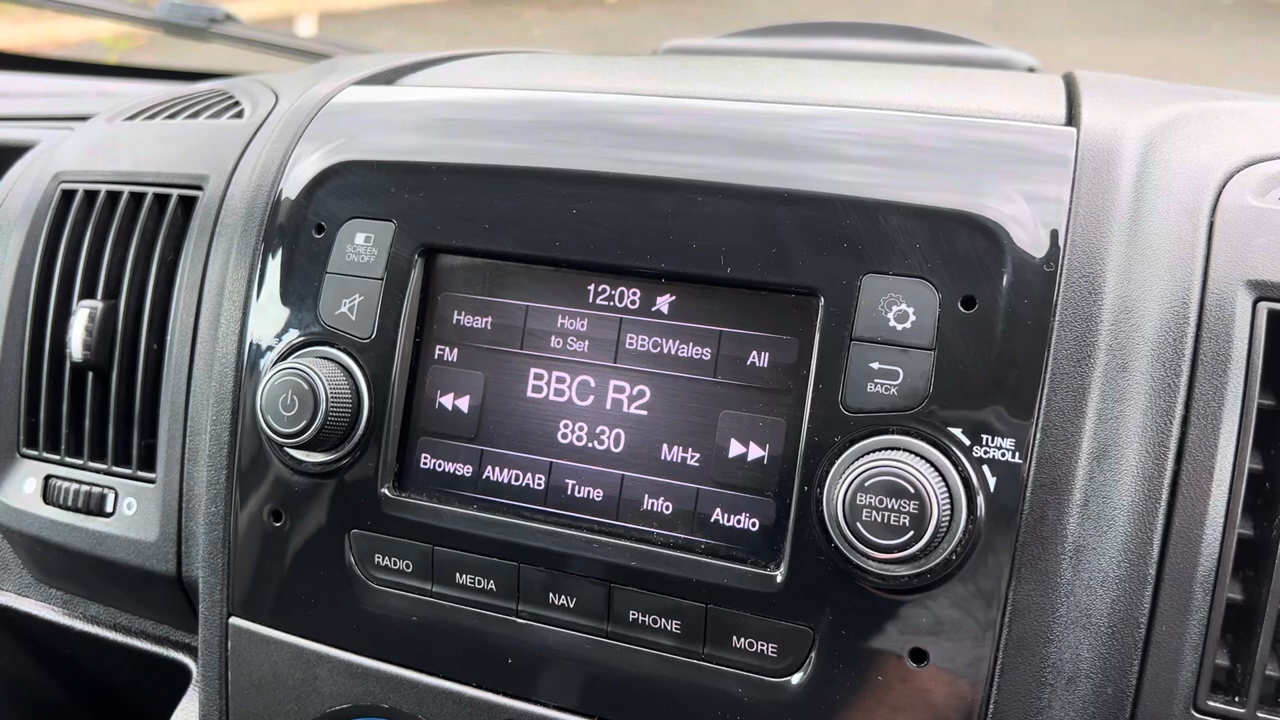 SCREEN
ON/OFF
12:08
Heart
Hold
to Set
BBCWales
All
FM
BBC R2
88.30
MHz
Browse
AM/DAB
Tune
Info
Audio
BACK
TUNE
SCROLL
BROWSE
ENTER
RADIO
MEDIA
NAV
PHONE
MORE